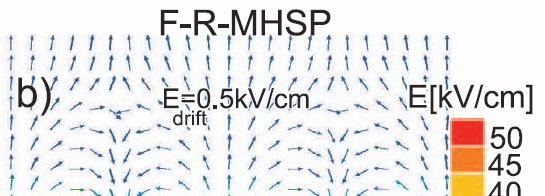 F-R-MHSP
b)
E=0.5kV/cm
drift
E[kV/cm]
50
45
40